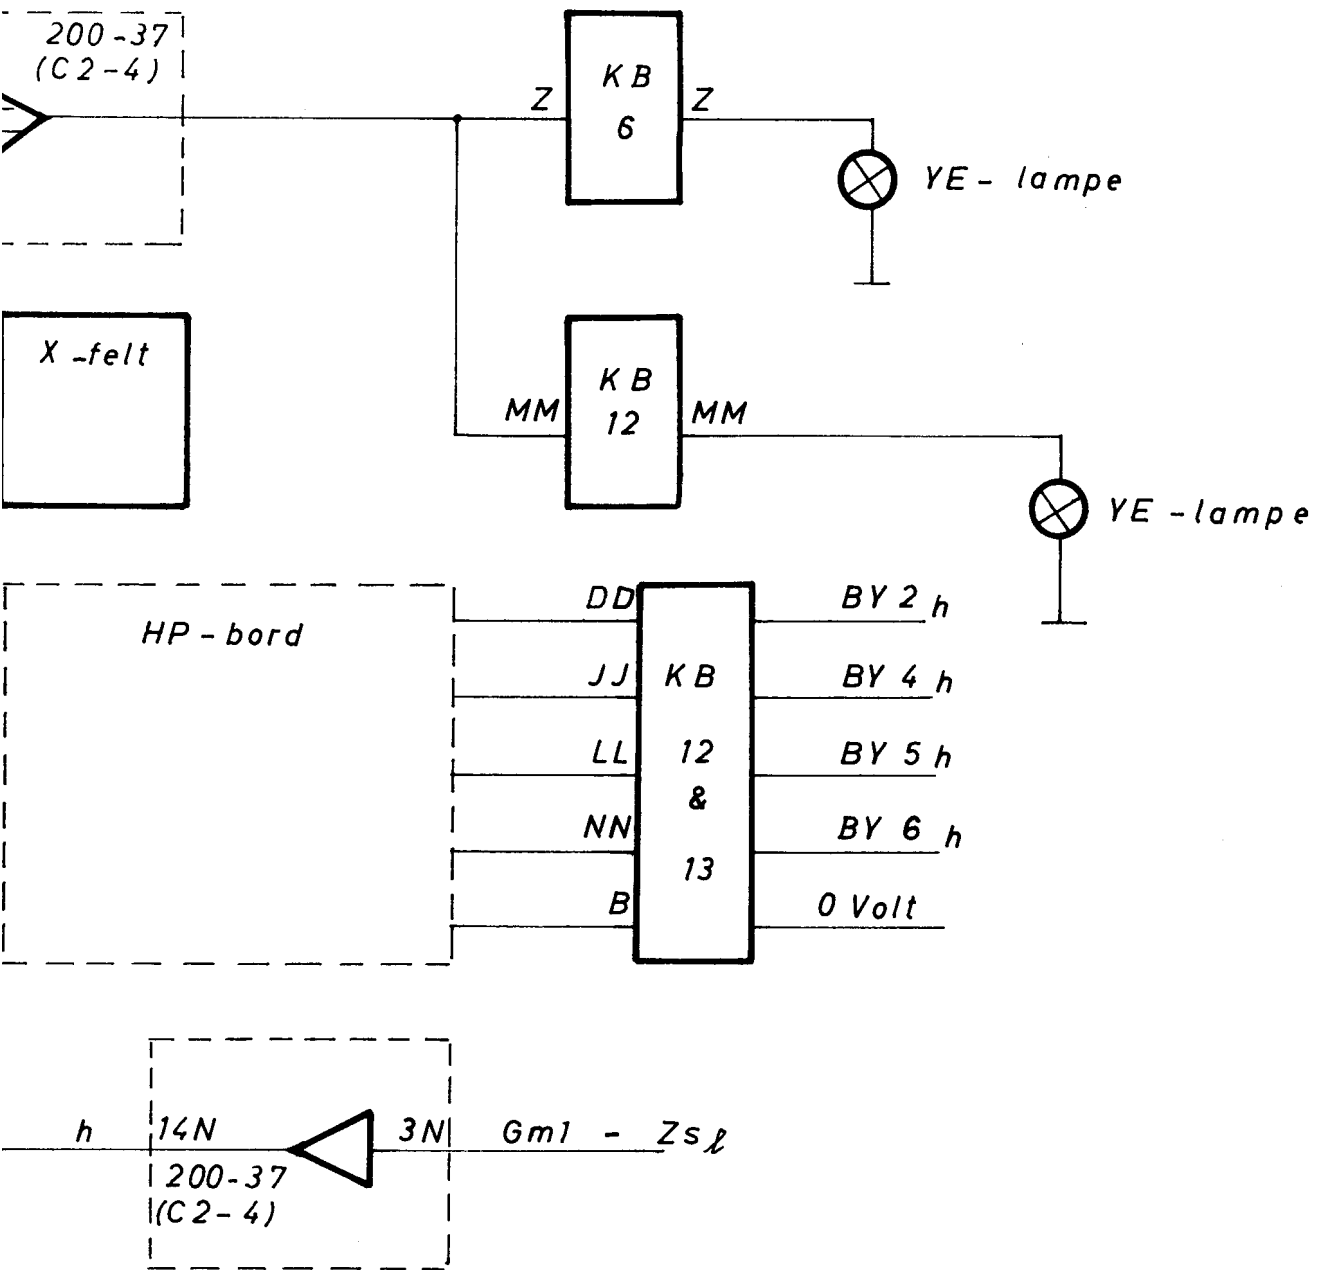 200-37
(C2-4)
Z
KB
6
Z
YE- lampe
X-felt
MM
KB
12
MM
YE-lampe
HP-bord
DD
JJ
LL
NN
B
KB
12
&
13
BY 2 h
BY 4 h
BY 5 h
BY 6 h
0 Volt
h
14N
3N
Gm1 - Zsℓ
200-37
(C2-4)